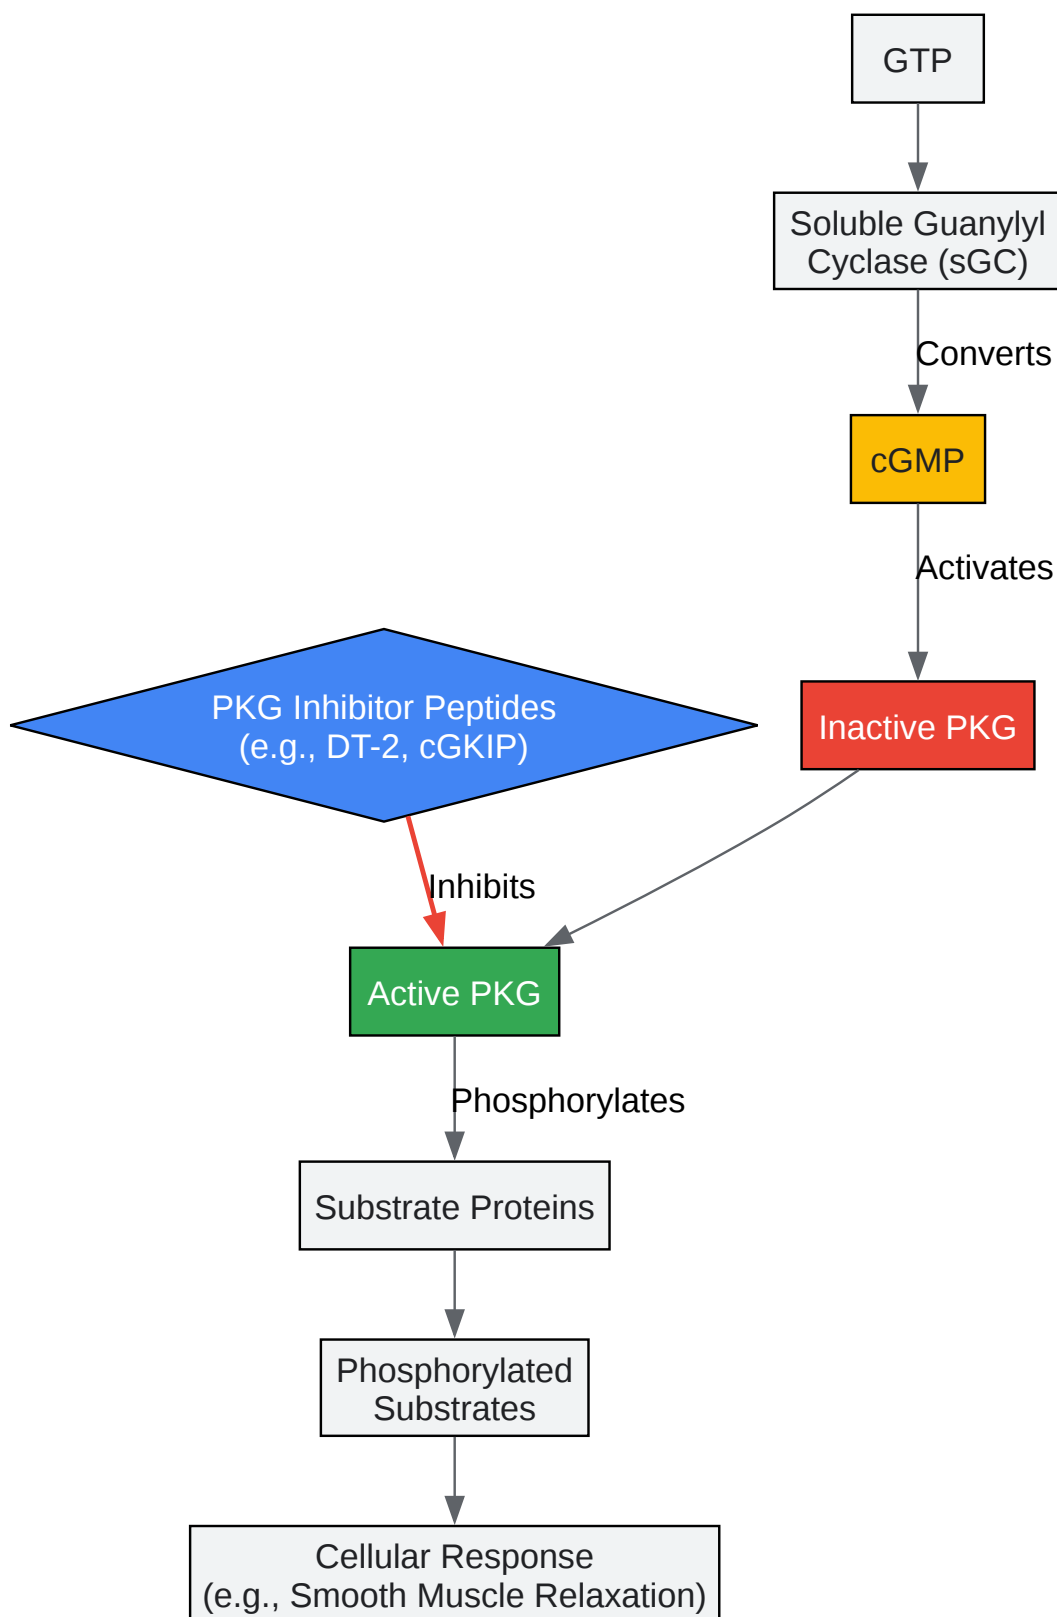 GTP
Soluble Guanylyl
Cyclase (sGC)
Converts
cGMP
Activates
PKG Inhibitor Peptides
(e.g., DT-2, cGKIP)
Inactive PKG
Inhibits
Active PKG
Phosphorylates
Substrate Proteins
Phosphorylated
Substrates
Cellular Response
(e.g., Smooth Muscle Relaxation)